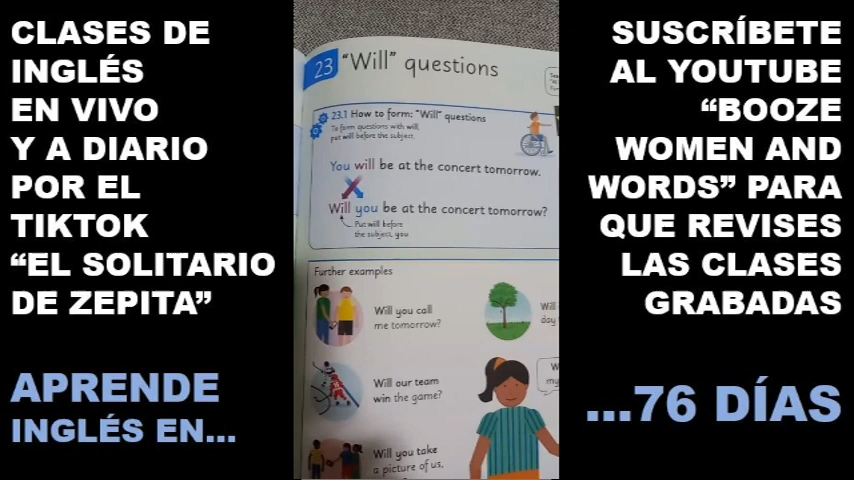 CLASES DE
INGLÉS
EN VIVO
Y A DIARIO
POR EL
TIKTOK
“EL SOLITARIO
DE ZEPITA”
APRENDE
INGLÉS EN...
23 “Will” questions
23.1 How to form: “Will” questions
To form questions with will,
put will before the subject.
You will be at the concert tomorrow.
Will you be at the concert tomorrow?
Put will before
the subject, you.
Further examples
Will you call
me tomorrow?
Will our team
win the game?
Will you take
a picture of us,
Will
day
W
my
SUSCRÍBETE
AL YOUTUBE
“BOOZE
WOMEN AND
WORDS” PARA
QUE REVISES
LAS CLASES
GRABADAS
...76 DÍAS